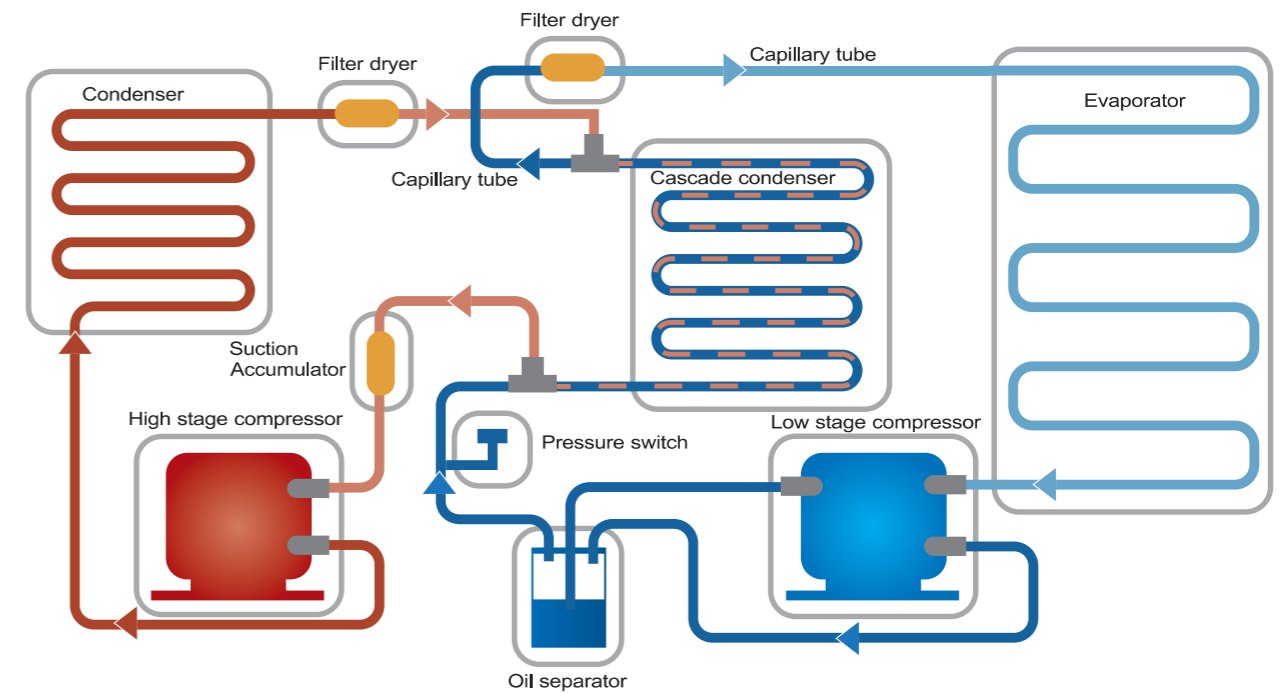 Filter dryer
Capillary tube
Filter dryer
Condenser
Evaporator
Capillary tube
Cascade condenser
Suction
Accumulator
High stage compressor
Low stage compressor
Pressure switch
Oil separator